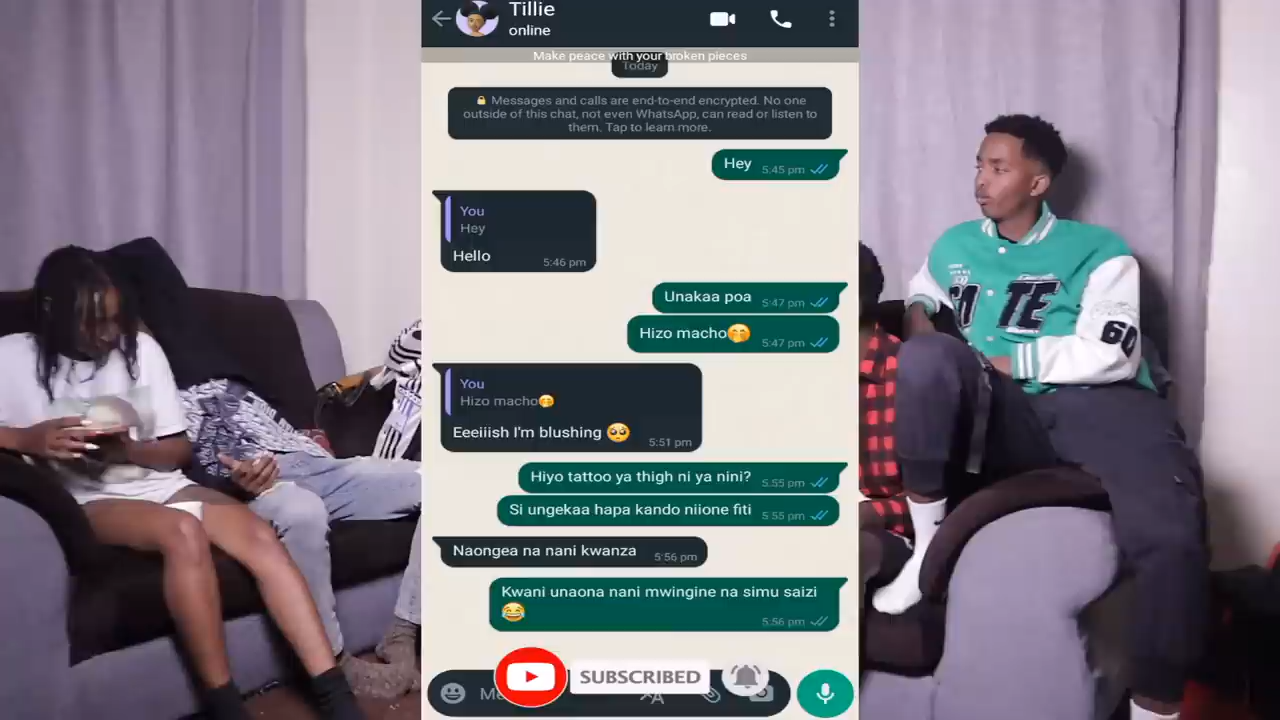 Tillie
online
Make peace with your broken pieces
Today
Messages and calls are end-to-end encrypted. No one
outside of this chat, not even WhatsApp, can read or listen to
them. Tap to learn more.
Hey 5:45 pm
You
Hey
Hello 5:46 pm
Unakaa poa 5:47 pm
Hizo macho🤭 5:47 pm
You
Hizo macho🤭
Eeeiiish I'm blushing 🥺 5:51 pm
Hiyo tattoo ya thigh ni ya nini? 5:55 pm
Si ungekaa hapa kando niione fiti 5:55 pm
Naongea na nani kwanza 5:56 pm
Kwani unaona nani mwingine na simu saizi
😂 5:56 pm
SUBSCRIBED
TE
60